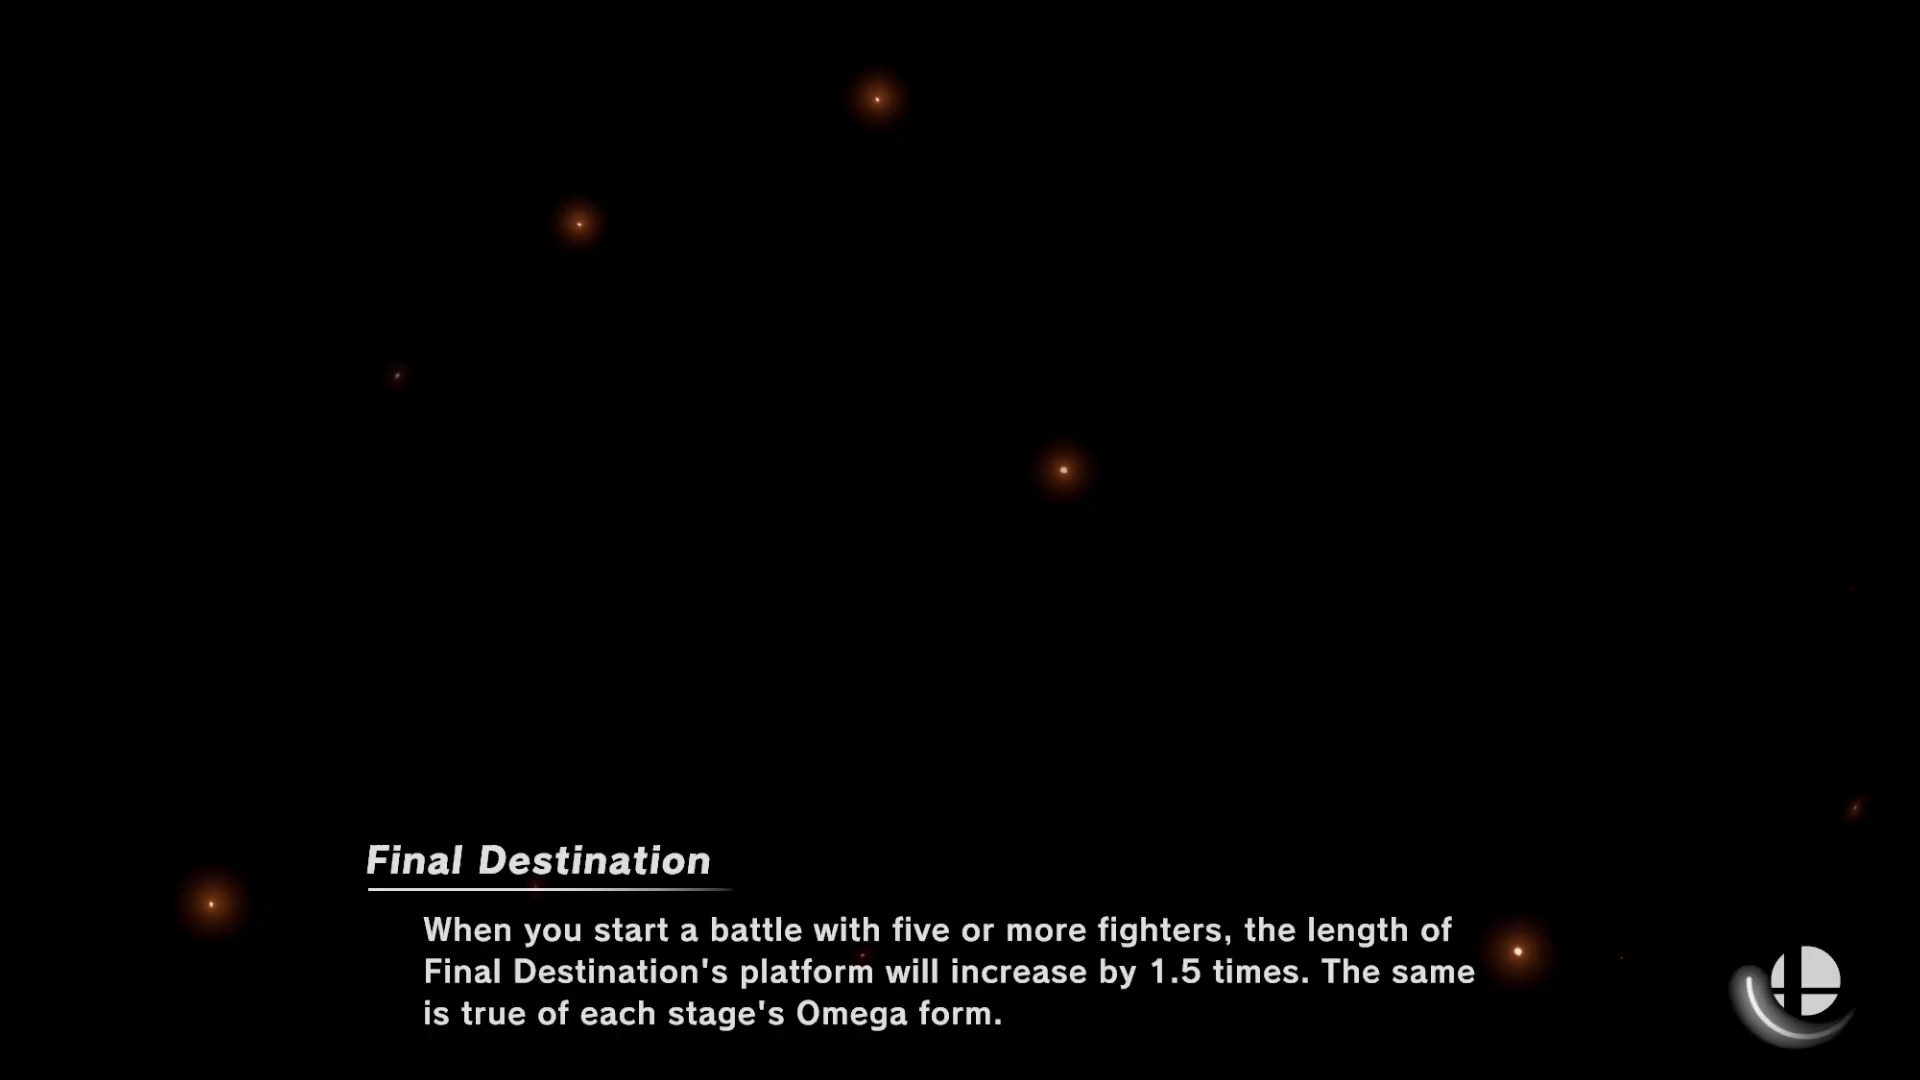 Final Destination
When you start a battle with five or more fighters, the length of
Final Destination's platform will increase by 1.5 times. The same
is true of each stage's Omega form.